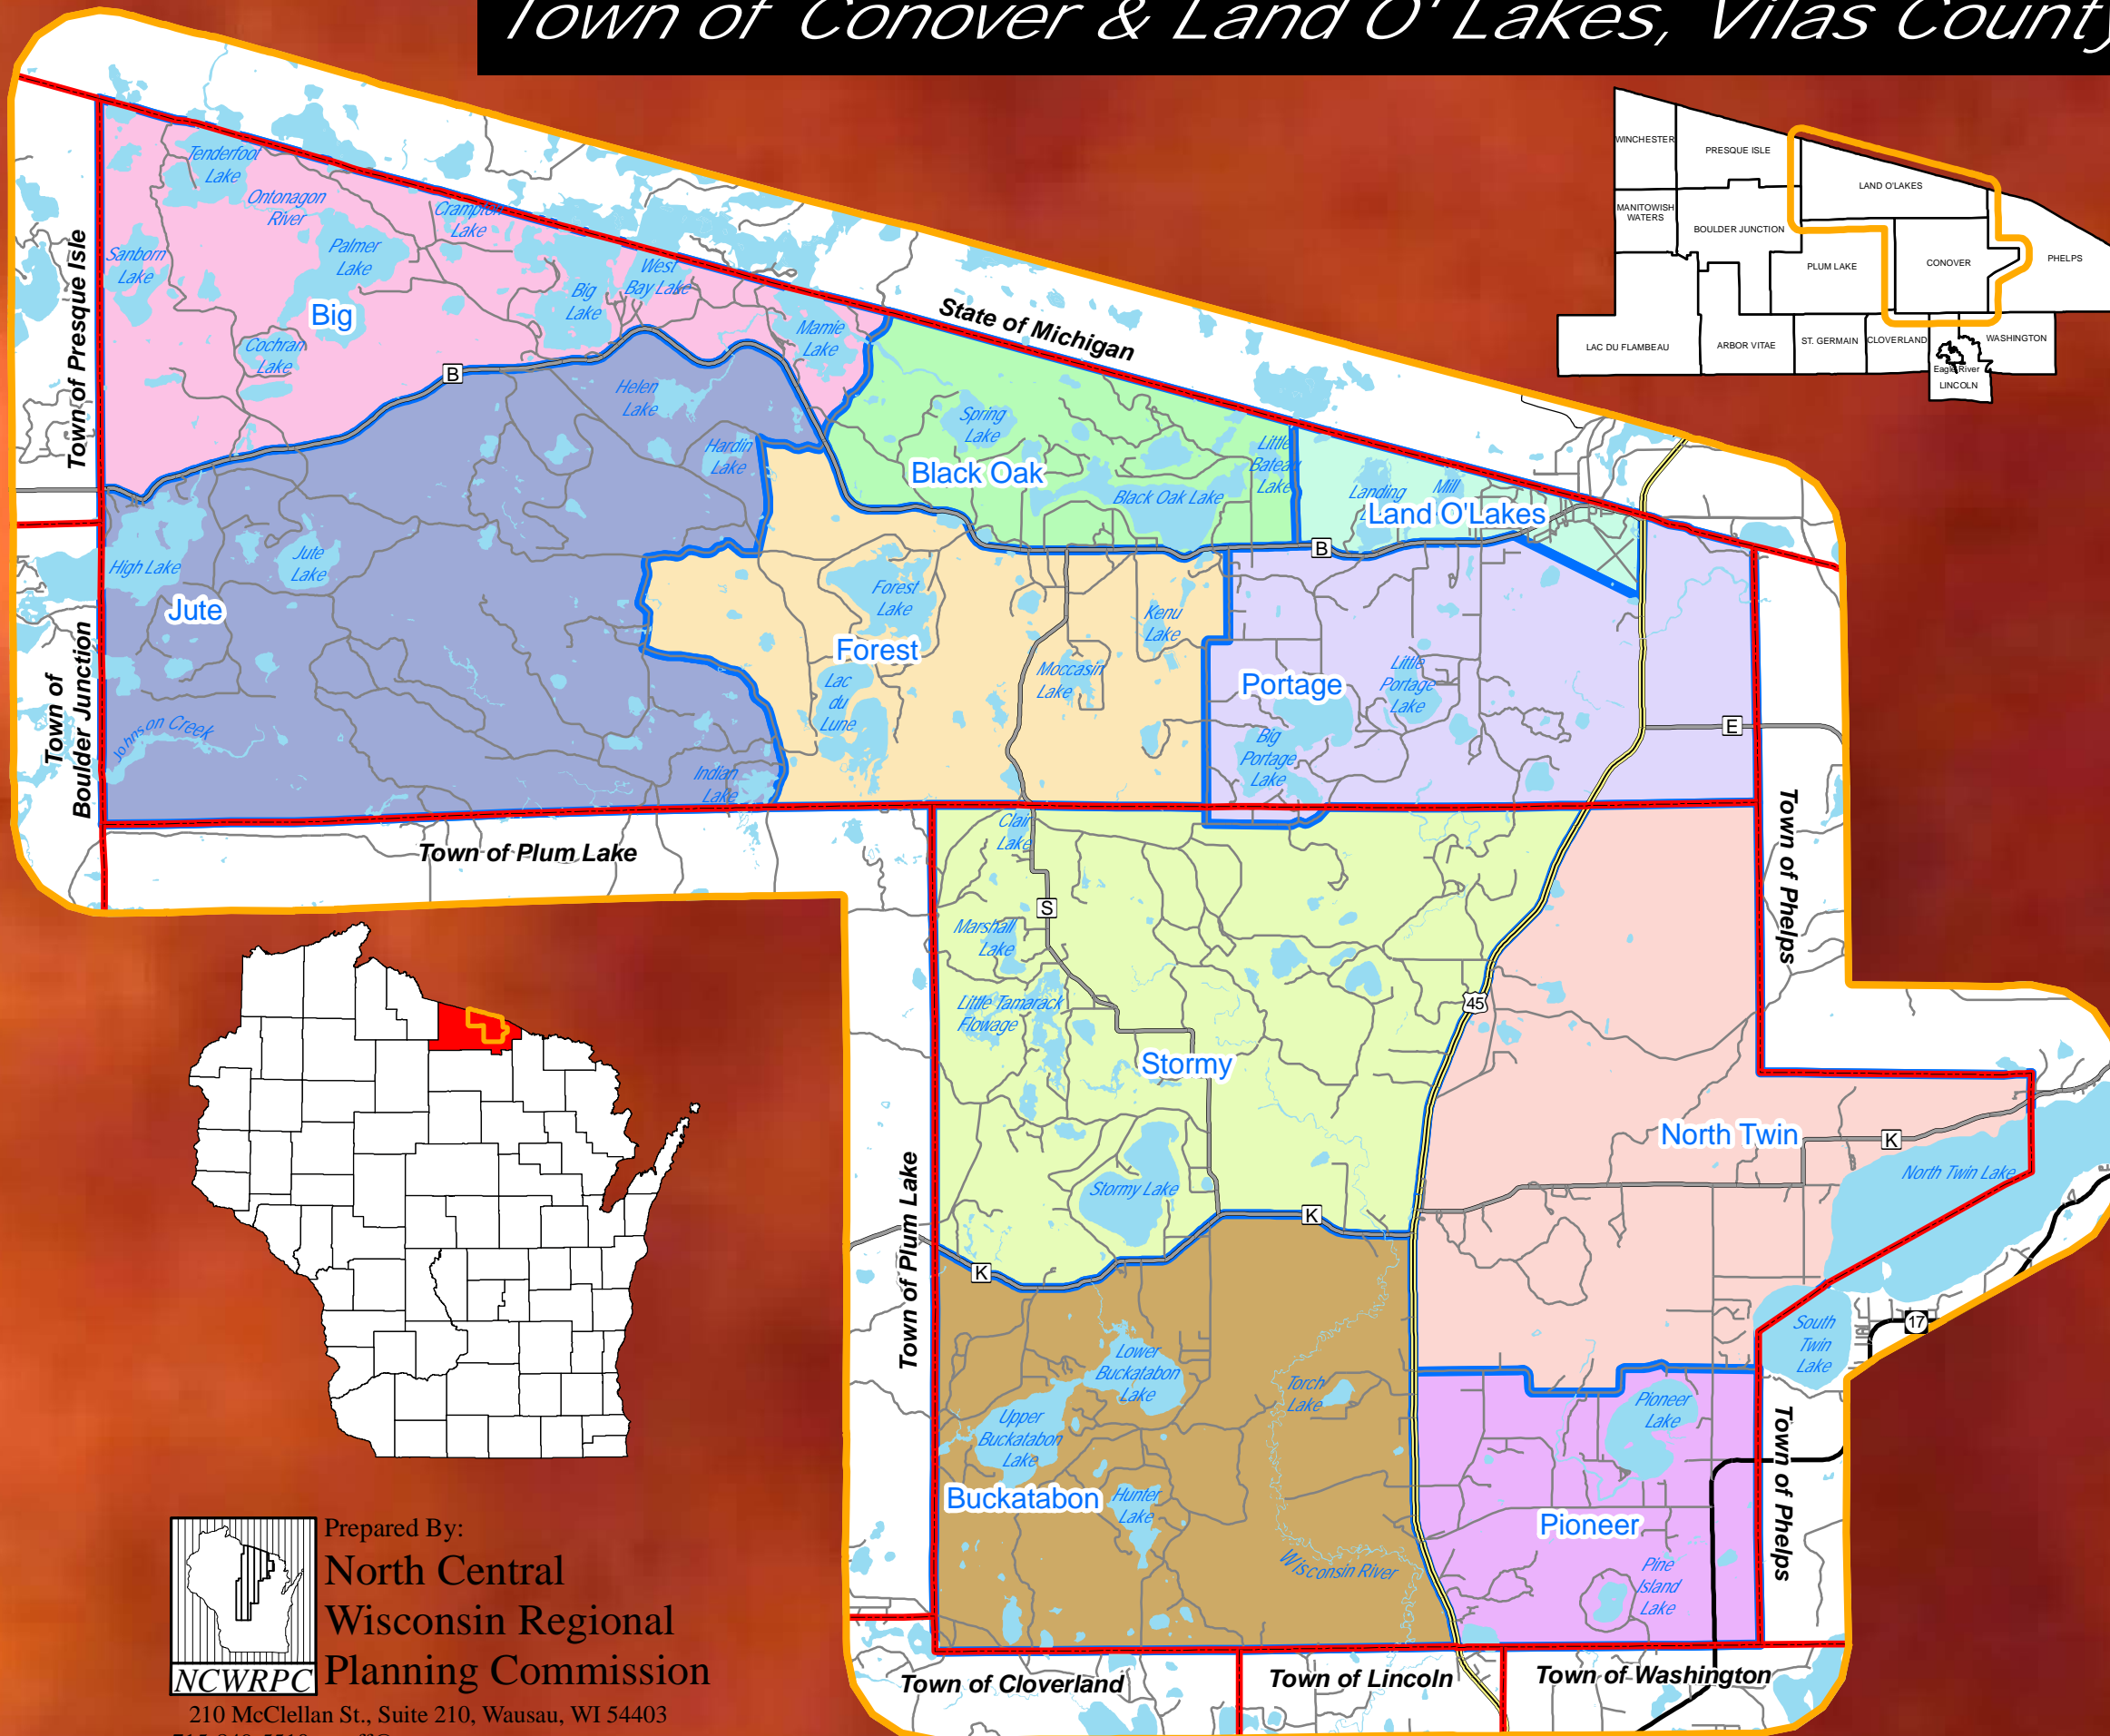 Town of Conover & Land O' Lakes, Vilas County
WINCHESTER
PRESQUE ISLE
LAND O'LAKES
MANITOWISH
WATERS
BOULDER JUNCTION
PLUM LAKE
CONOVER
PHELPS
LAC DU FLAMBEAU
ARBOR VITAE
ST. GERMAIN
CLOVERLAND
WASHINGTON
Eagle River
LINCOLN
Town of Presque Isle
State of Michigan
Tenderfoot
Lake
Ontonagon
River
Crampton
Lake
Sanborn
Lake
Palmer
Lake
Big
Lake
West
Bay Lake
Big
Cochran
Lake
Mamie
Lake
B
Helen
Lake
Hardin
Lake
Spring
Lake
Black Oak
Black Oak Lake
Little
Bateau
Lake
Landing
Mill
Land O'Lakes
B
High Lake
Jute
Lake
Jute
Forest
Lake
Forest
Kenu
Lake
Moccasin
Lake
Lac
du
Lune
Portage
Little
Portage
Lake
Big
Portage
Lake
E
Town of
Boulder Junction
Johnson Creek
Indian
Lake
Town of Plum Lake
Town of Phelps
Clair
Lake
S
Marshall
Lake
Little Tamarack
Flowage
45
Stormy
Stormy Lake
North Twin
K
North Twin Lake
K
K
Town of Plum Lake
South
Twin
Lake
17
Lower
Buckatabon
Lake
Upper
Buckatabon
Lake
Torch
Lake
Buckatabon
Hunter
Lake
Wisconsin River
Pioneer
Lake
Pioneer
Pine
Island
Lake
Town of Phelps
Town of Cloverland
Town of Lincoln
Town of Washington
Prepared By:
North Central
Wisconsin Regional
Planning Commission
NCWRPC
210 McClellan St., Suite 210, Wausau, WI 54403